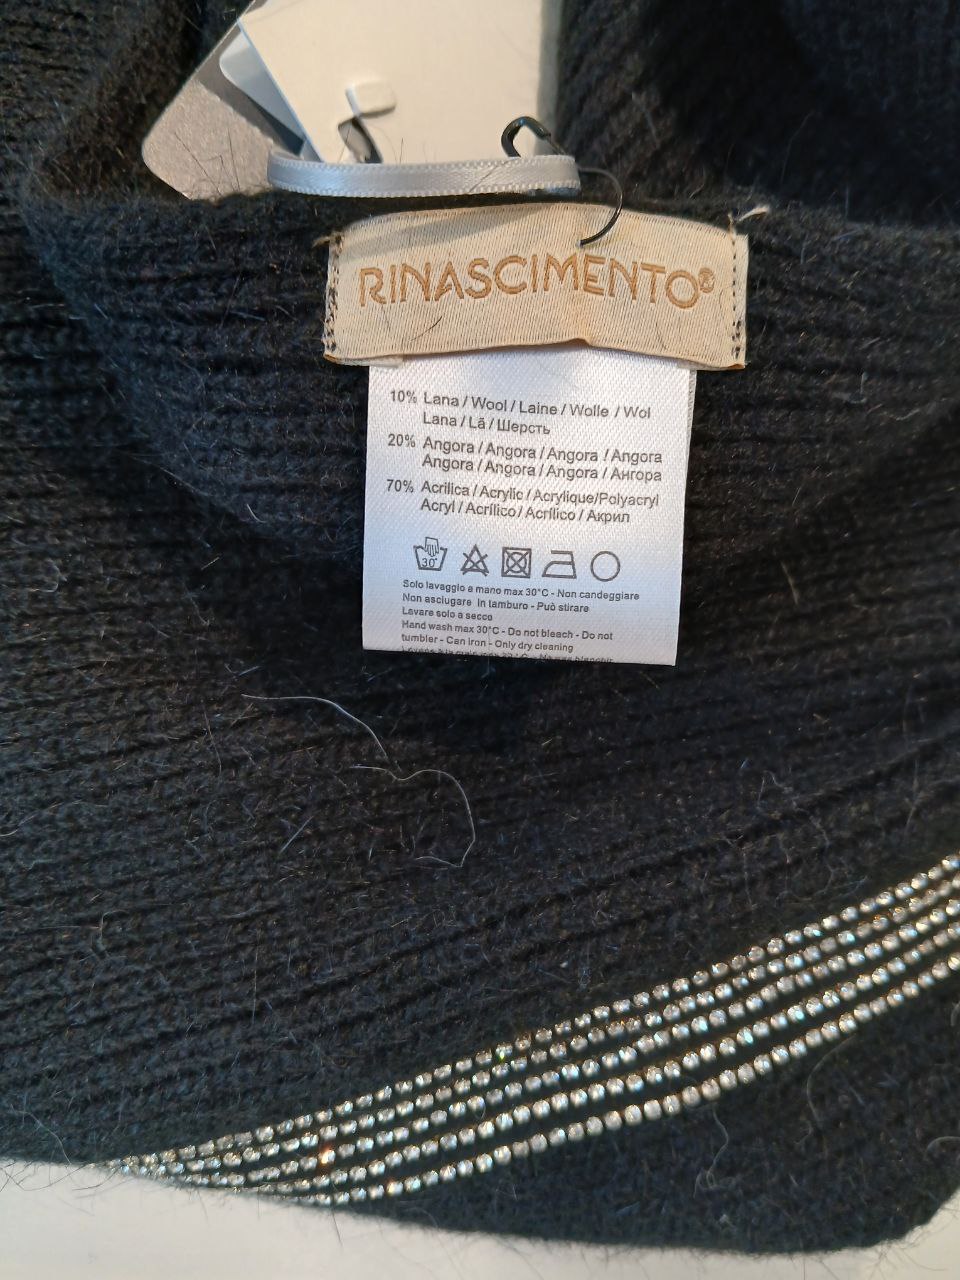 RINASCIMENTO®
10% Lana / Wool / Laine / Wolle / Wol
Lana / Lã / Шерсть
20% Angora / Angora / Angora / Angora
Angora / Angora / Angora / Ангора
70% Acrilica / Acrylic / Acrylique/Polyacryl
Acryl / Acrílico / Acrílico / Акрил
30°
Solo lavaggio a mano max 30°C - Non candeggiare
Non asciugare in tamburo - Può stirare
Lavare solo a secco
Hand wash max 30°C - Do not bleach - Do not
tumbler - Can iron - Only dry cleaning